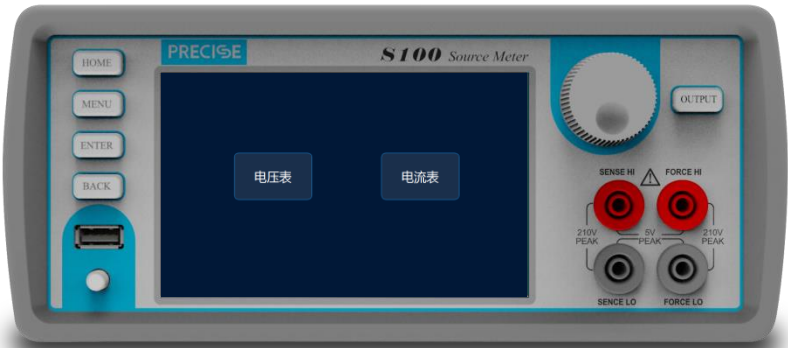 PRECISE
S100 Source Meter
HOME
MENU
ENTER
BACK
电压表
电流表
OUTPUT
SENSE HI
FORCE HI
210V
PEAK
5V
PEAK
210V
PEAK
SENCE LO
FORCE LO